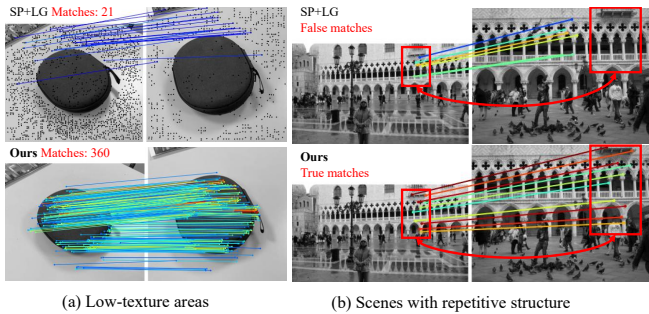 SP+LG Matches: 21
Ours Matches: 360
(a) Low-texture areas
SP+LG
False matches
Ours
True matches
(b) Scenes with repetitive structure